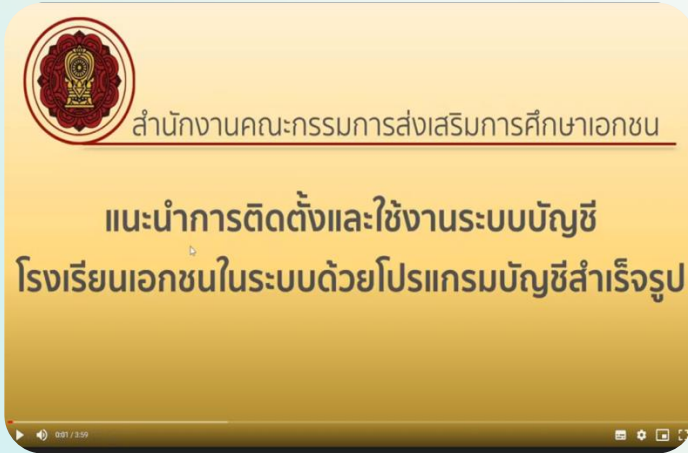 สำนักงานคณะกรรมการส่งเสริมการศึกษาเอกชน
แนะนำการติดตั้งและใช้งานระบบบัญชี
โรงเรียนเอกชนในระบบด้วยโปรแกรมบัญชีสำเร็จรูป
0:01 / 3:59